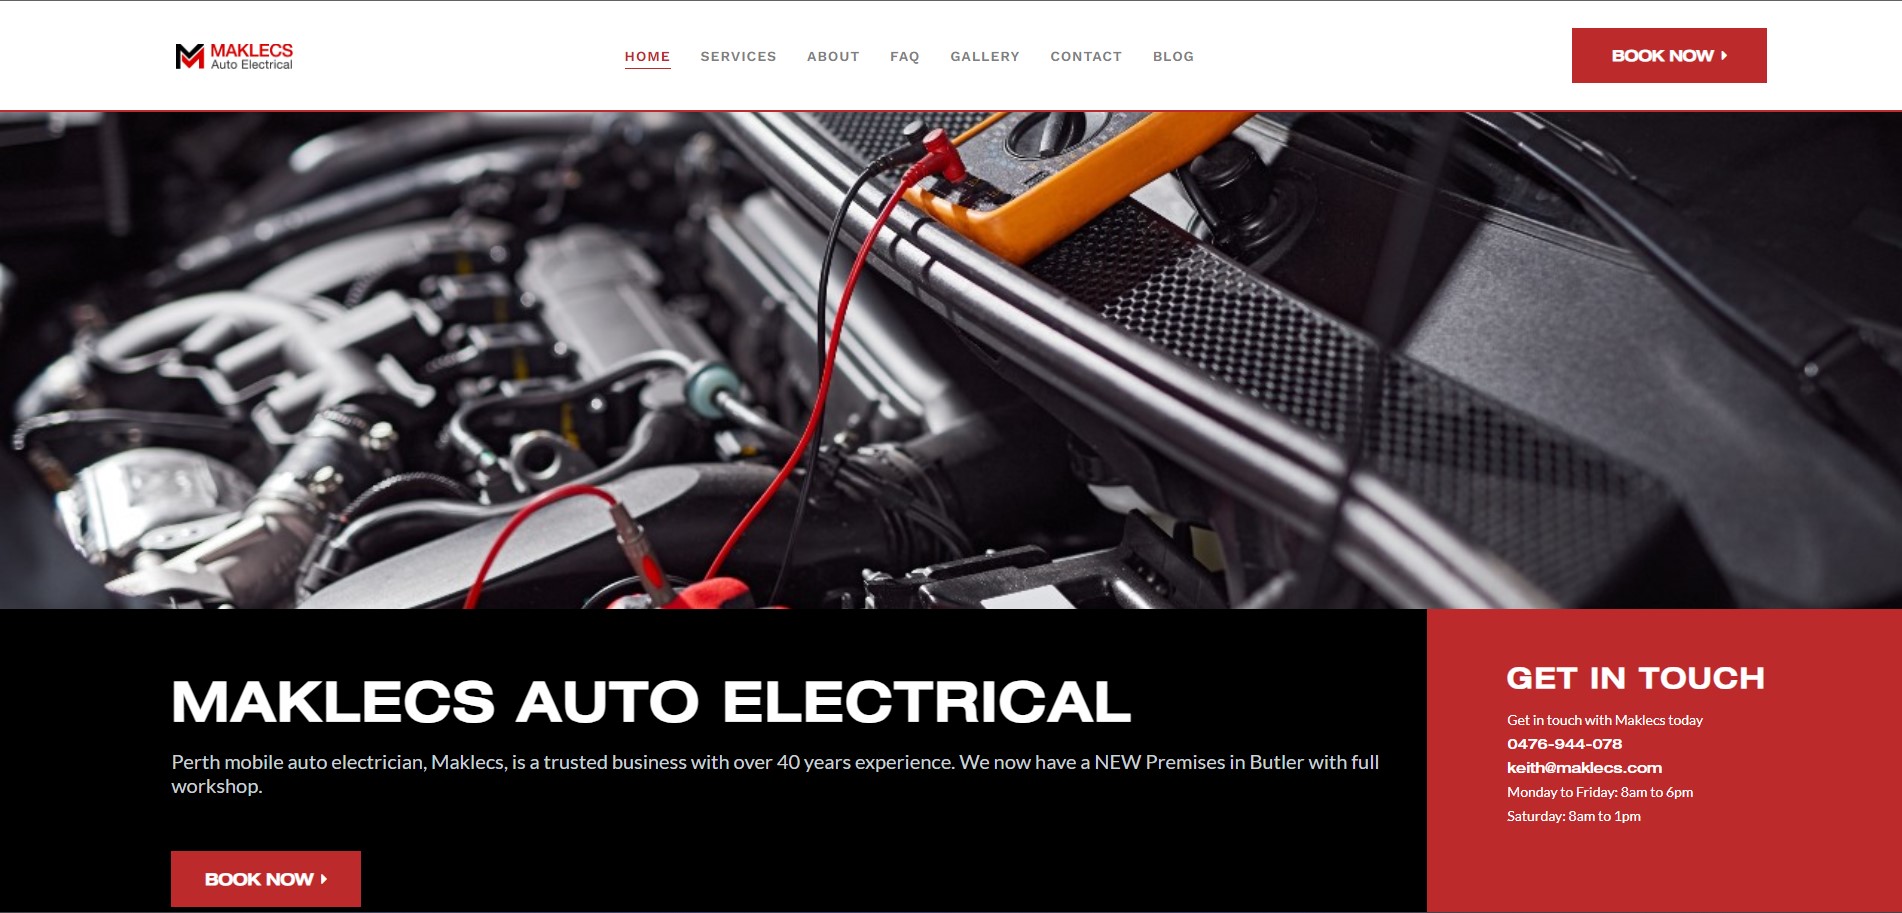 MAKLECS
Auto Electrical
HOME SERVICES ABOUT FAQ GALLERY CONTACT BLOG
BOOK NOW
MAKLECS AUTO ELECTRICAL
Perth mobile auto electrician, Maklecs, is a trusted business with over 40 years experience. We now have a NEW Premises in Butler with full
workshop.
BOOK NOW
GET IN TOUCH
Get in touch with Maklecs today
0476-944-078
keith@maklecs.com
Monday to Friday: 8am to 6pm
Saturday: 8am to 1pm